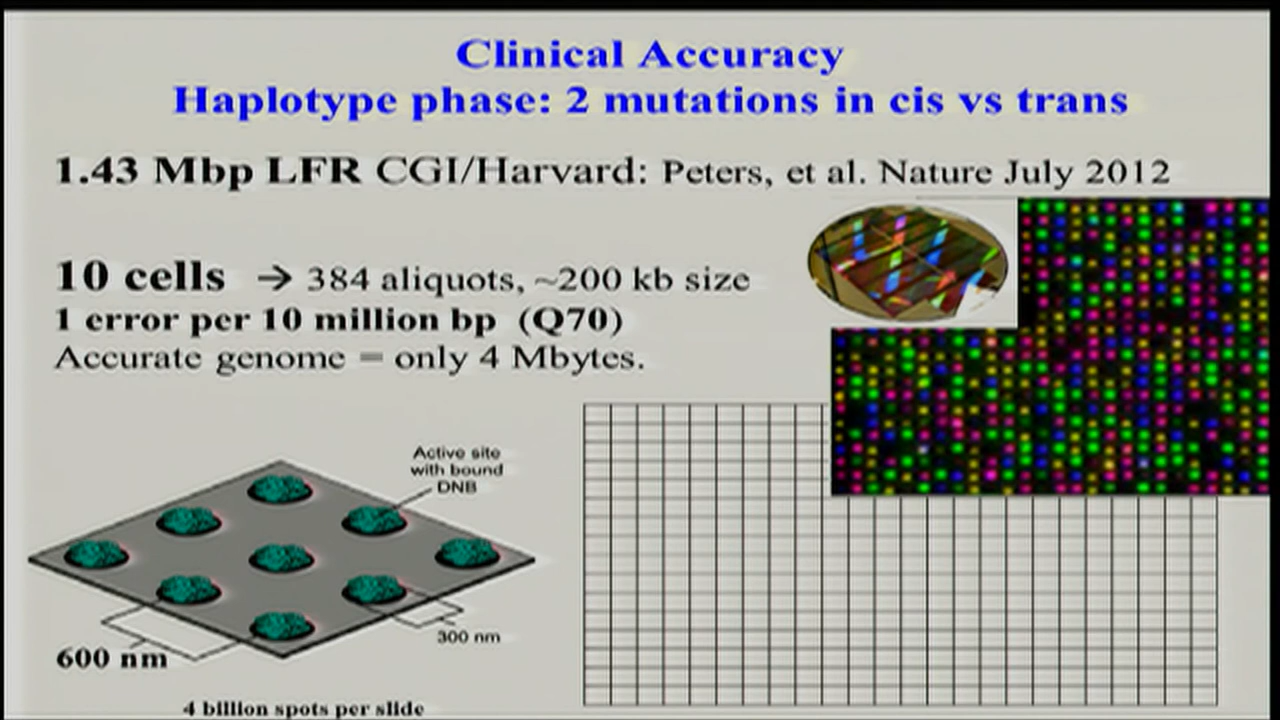 Clinical Accuracy
Haplotype phase: 2 mutations in cis vs trans
1.43 Mbp LFR CGI/Harvard: Peters, et al. Nature July 2012
10 cells → 384 aliquots, ~200 kb size
1 error per 10 million bp (Q70)
Accurate genome = only 4 Mbytes.
Active site
with bound
DNB
300 nm
600 nm
4 billion spots per slide